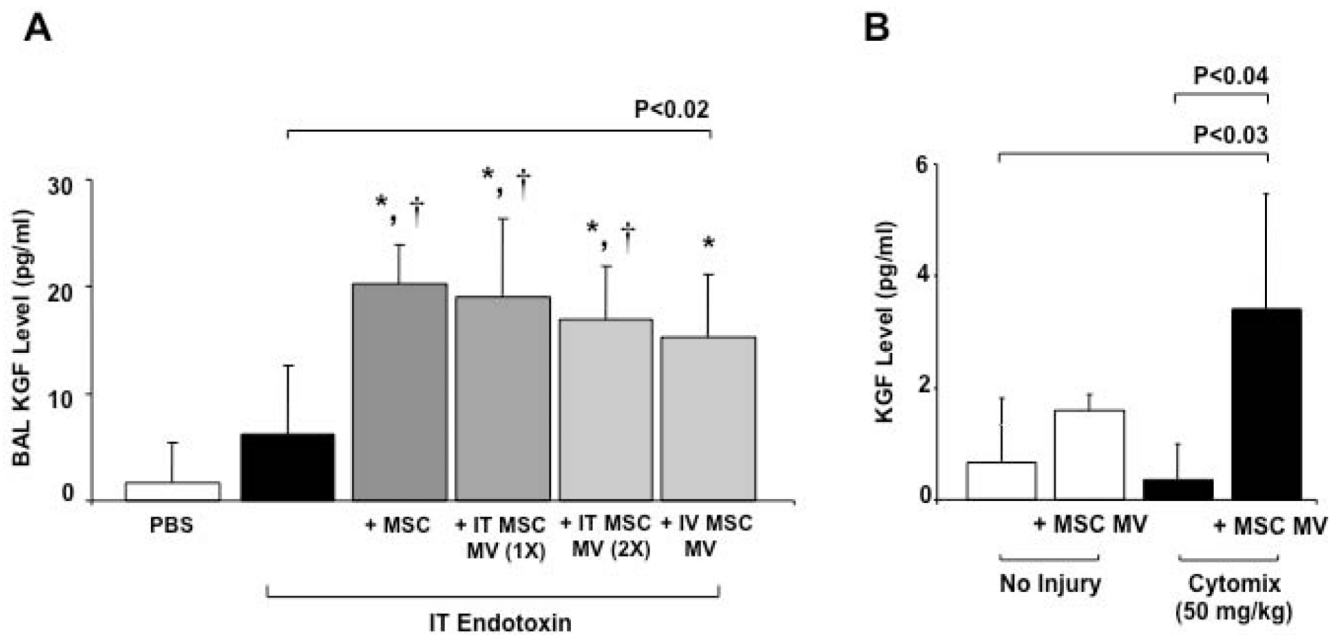 A
P<0.02
BAL KGF Level (pg/ml)
30
20
10
0
*, †
*, †
*, †
*
PBS
+ MSC
+ IT MSC
MV (1X)
+ IT MSC
MV (2X)
+ IV MSC
MV
IT Endotoxin
B
P<0.04
P<0.03
KGF Level (pg/ml)
6
4
2
0
+ MSC MV
+ MSC MV
No Injury
Cytomix
(50 mg/kg)